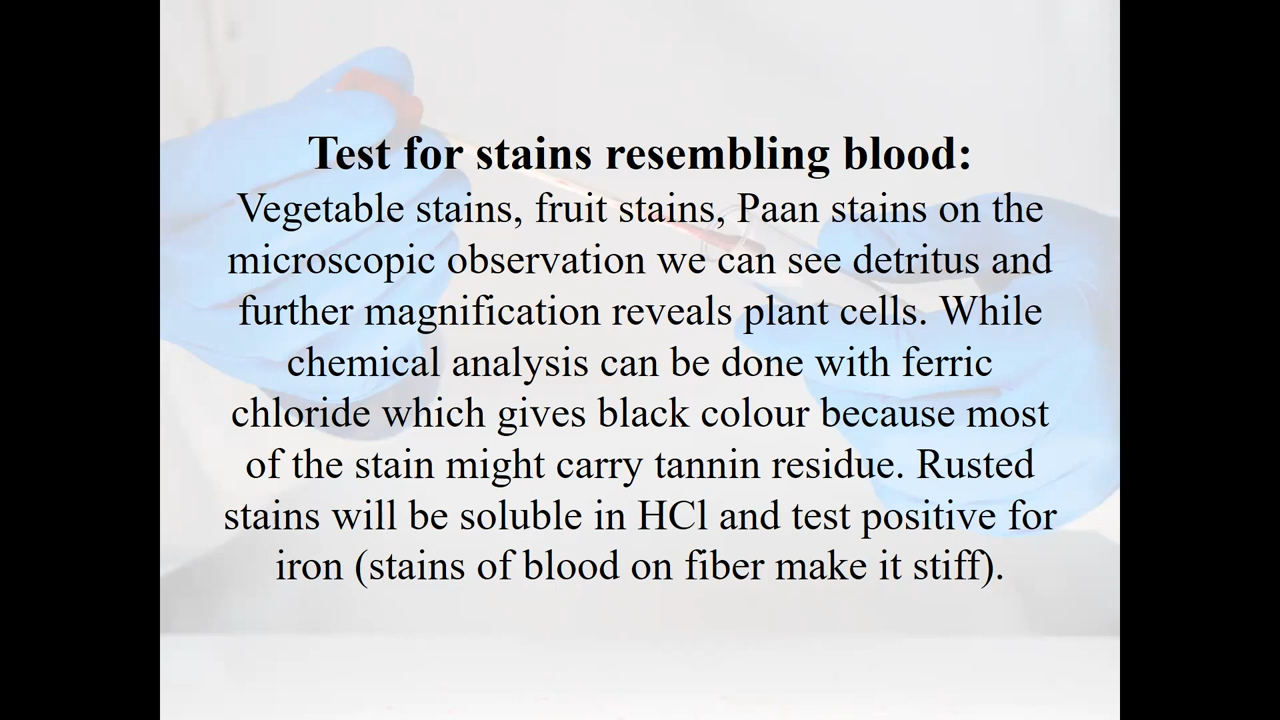 Test for stains resembling blood:
Vegetable stains, fruit stains, Paan stains on the
microscopic observation we can see detritus and
further magnification reveals plant cells. While
chemical analysis can be done with ferric
chloride which gives black colour because most
of the stain might carry tannin residue. Rusted
stains will be soluble in HCl and test positive for
iron (stains of blood on fiber make it stiff).